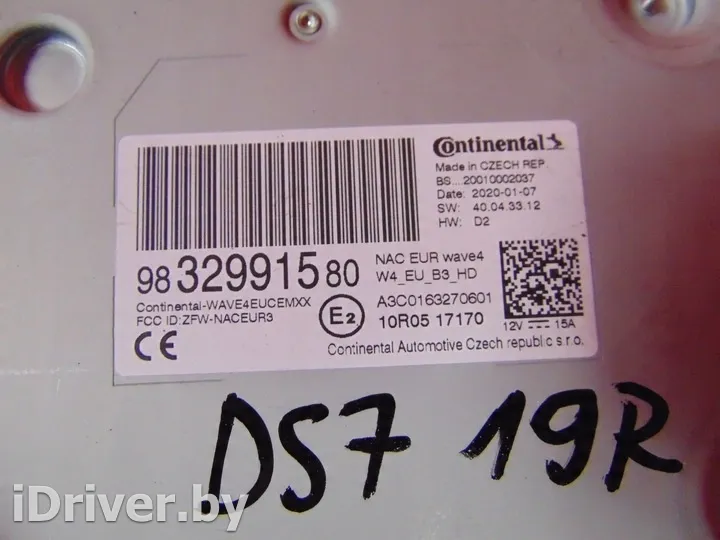 Continental
Made in CZECH REP.
BS....20010002037
Date: 2020-01-07
SW: 40.04.33.12
HW: D2
98 329915 80
NAC EUR wave4
W4_EU_B3_HD
Continental-WAVE4EUCEMXX
FCC ID:ZFW-NACEUR3
E2
A3C0163270601
10R05 17170
12V 15A
CE
Continental Automotive Czech republic s.r.o.
DS7 19R
iDriver.by